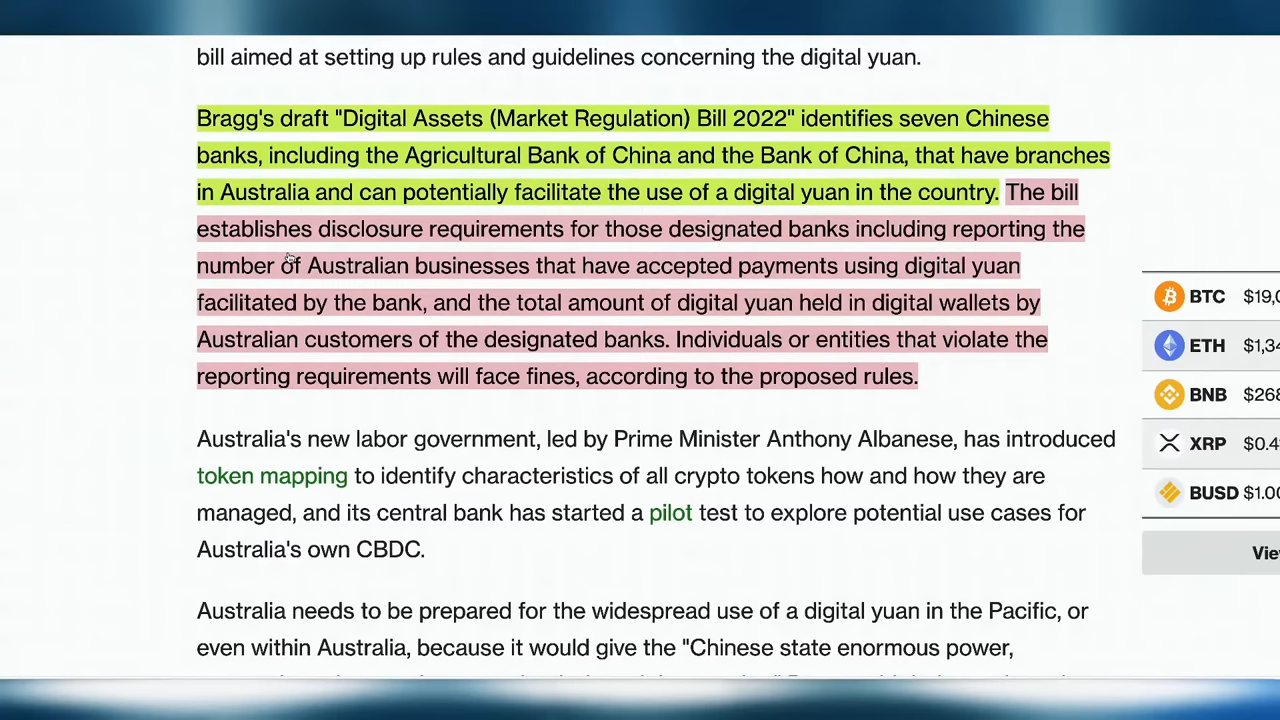 bill aimed at setting up rules and guidelines concerning the digital yuan.
Bragg's draft "Digital Assets (Market Regulation) Bill 2022" identifies seven Chinese
banks, including the Agricultural Bank of China and the Bank of China, that have branches
in Australia and can potentially facilitate the use of a digital yuan in the country. The bill
establishes disclosure requirements for those designated banks including reporting the
number of Australian businesses that have accepted payments using digital yuan
facilitated by the bank, and the total amount of digital yuan held in digital wallets by
Australian customers of the designated banks. Individuals or entities that violate the
reporting requirements will face fines, according to the proposed rules.
Australia's new labor government, led by Prime Minister Anthony Albanese, has introduced
token mapping to identify characteristics of all crypto tokens how and how they are
managed, and its central bank has started a pilot test to explore potential use cases for
Australia's own CBDC.
Australia needs to be prepared for the widespread use of a digital yuan in the Pacific, or
even within Australia, because it would give the "Chinese state enormous power,
BTC $19,0
ETH $1,34
BNB $268
XRP $0.4
BUSD $1.00
Vie